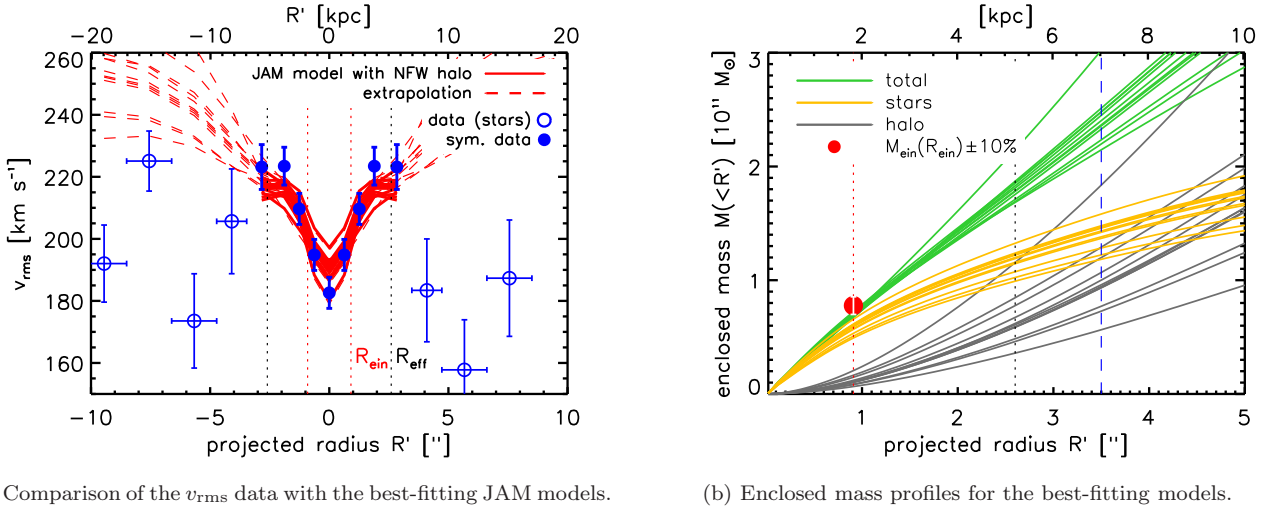 R' [kpc]
-20 -10 0 10 20
260
240
220
200
180
160
v_rms [km s⁻¹]
JAM model with NFW halo
extrapolation
data (stars)
sym. data
R_ein R_eff
-10 -5 0 5 10
projected radius R' ["]
Comparison of the v_rms data with the best-fitting JAM models.
[kpc]
2 4 6 8 10
3
2
1
0
enclosed mass M(<R') [10¹¹ M_⊙]
total
stars
halo
M_ein(R_ein)±10%
1 2 3 4 5
projected radius R' ["]
(b) Enclosed mass profiles for the best-fitting models.